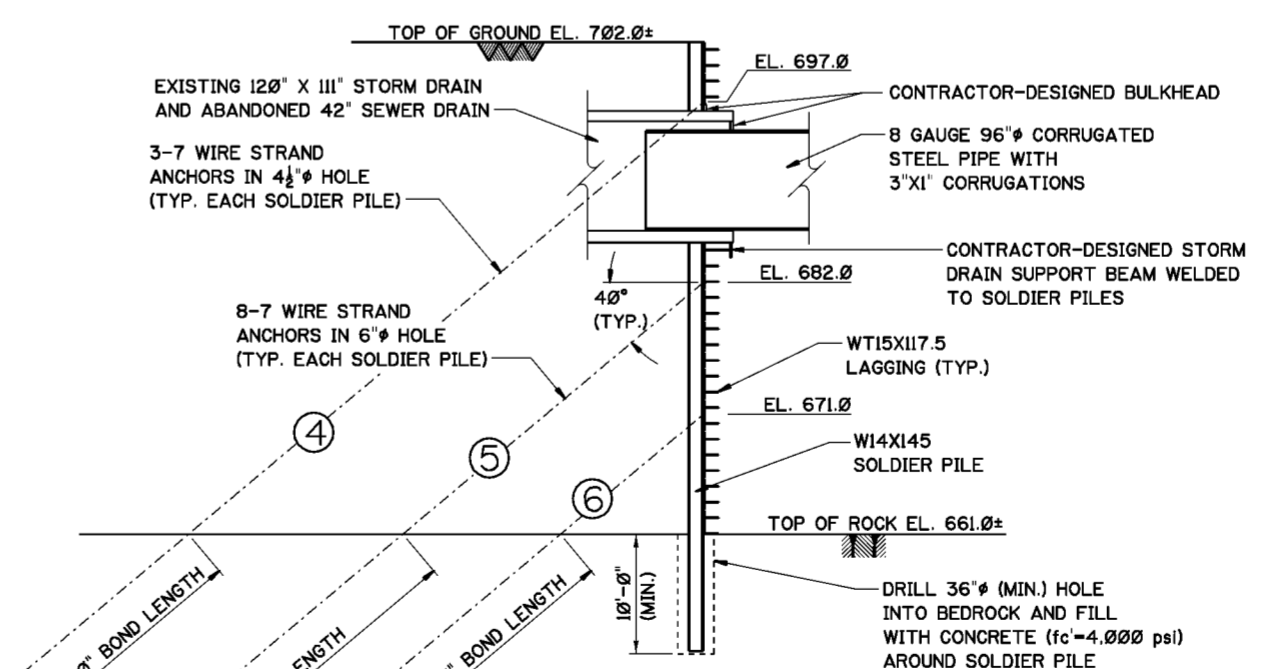 TOP OF GROUND EL. 702.0±
EL. 697.0
EXISTING 120" X 111" STORM DRAIN
AND ABANDONED 42" SEWER DRAIN
CONTRACTOR-DESIGNED BULKHEAD
8 GAUGE 96"ø CORRUGATED
STEEL PIPE WITH
3"X1" CORRUGATIONS
3-7 WIRE STRAND
ANCHORS IN 4½"ø HOLE
(TYP. EACH SOLDIER PILE)
CONTRACTOR-DESIGNED STORM
DRAIN SUPPORT BEAM WELDED
TO SOLDIER PILES
EL. 682.0
40°
(TYP.)
8-7 WIRE STRAND
ANCHORS IN 6"ø HOLE
(TYP. EACH SOLDIER PILE)
WT15X117.5
LAGGING (TYP.)
EL. 671.0
4
5
6
W14X145
SOLDIER PILE
TOP OF ROCK EL. 661.0±
10'-0"
(MIN.)
DRILL 36"ø (MIN.) HOLE
INTO BEDROCK AND FILL
WITH CONCRETE (fc'=4,000 psi)
AROUND SOLDIER PILE
0" BOND LENGTH
LENGTH
" BOND LENGTH